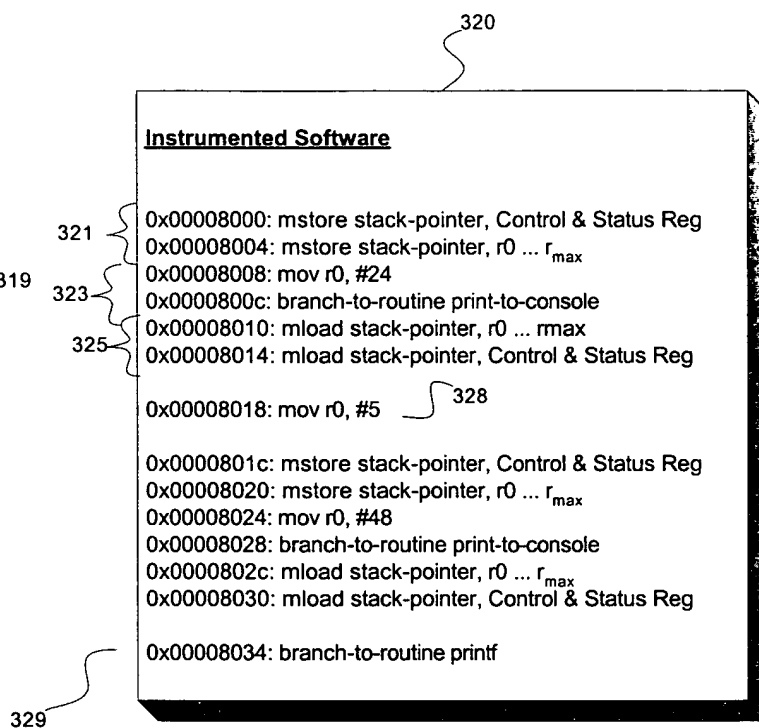 320
Instrumented Software
321
0x00008000: mstore stack-pointer, Control & Status Reg
0x00008004: mstore stack-pointer, r0 ... rmax
319
323
0x00008008: mov r0, #24
0x0000800c: branch-to-routine print-to-console
325
0x00008010: mload stack-pointer, r0 ... rmax
0x00008014: mload stack-pointer, Control & Status Reg
0x00008018: mov r0, #5
328
0x0000801c: mstore stack-pointer, Control & Status Reg
0x00008020: mstore stack-pointer, r0 ... rmax
0x00008024: mov r0, #48
0x00008028: branch-to-routine print-to-console
0x0000802c: mload stack-pointer, r0 ... rmax
0x00008030: mload stack-pointer, Control & Status Reg
0x00008034: branch-to-routine printf
329